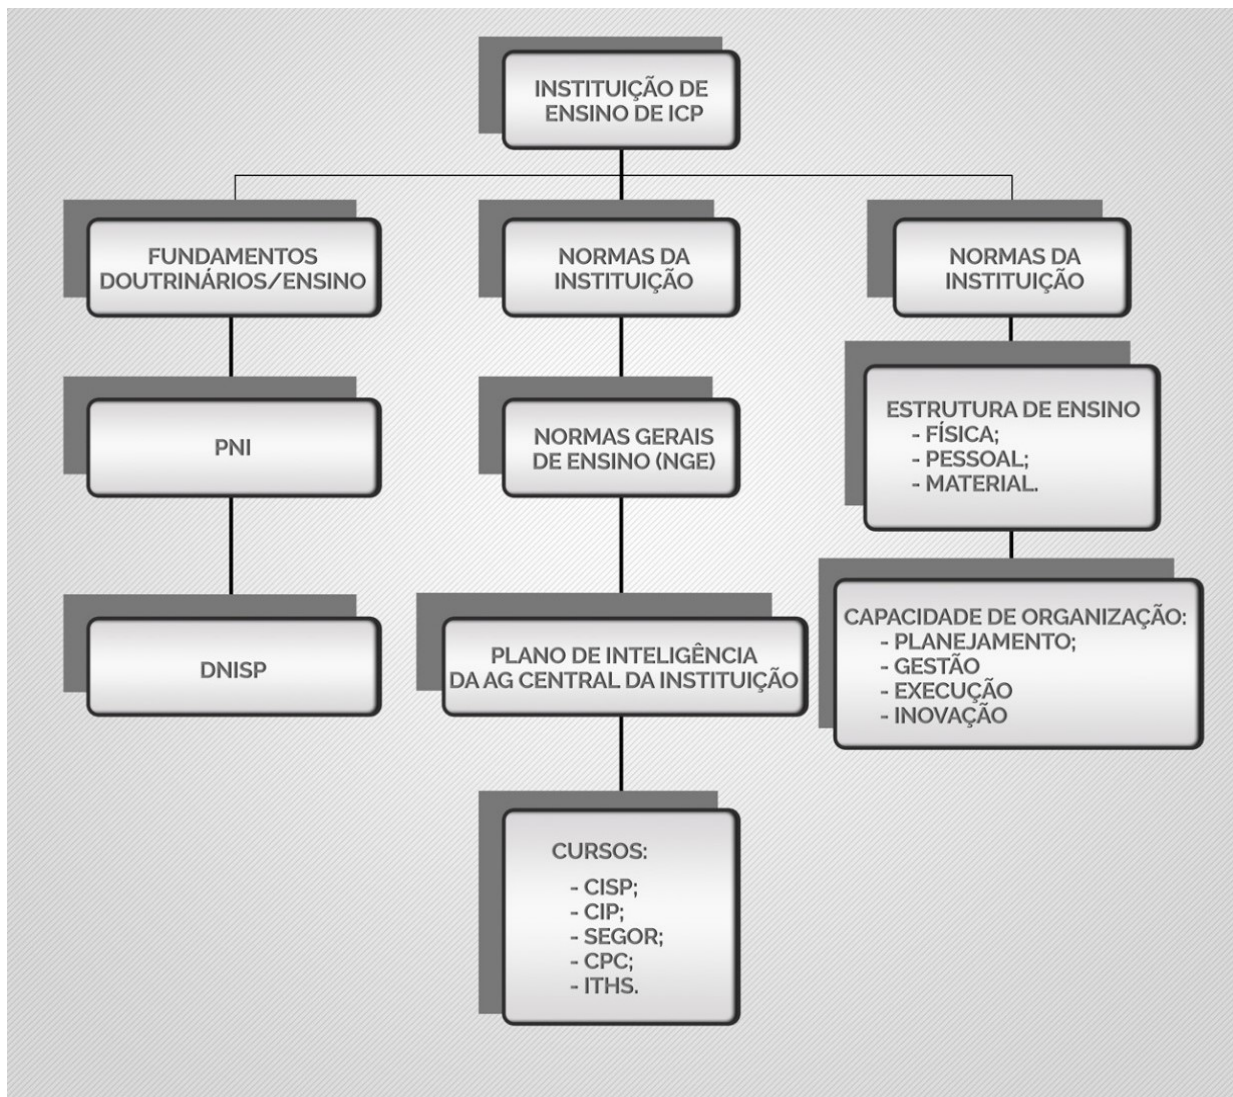 INSTITUIÇÃO DE
ENSINO DE ICP
FUNDAMENTOS
DOUTRINÁRIOS/ENSINO
PNI
DNISP
NORMAS DA
INSTITUIÇÃO
NORMAS GERAIS
DE ENSINO (NGE)
PLANO DE INTELIGÊNCIA
DA AG CENTRAL DA INSTITUIÇÃO
CURSOS:
- CISP;
- CIP;
- SEGOR;
- CPC;
- ITHS.
NORMAS DA
INSTITUIÇÃO
ESTRUTURA DE ENSINO
- FÍSICA;
- PESSOAL;
- MATERIAL.
CAPACIDADE DE ORGANIZAÇÃO:
- PLANEJAMENTO;
- GESTÃO
- EXECUÇÃO
- INOVAÇÃO